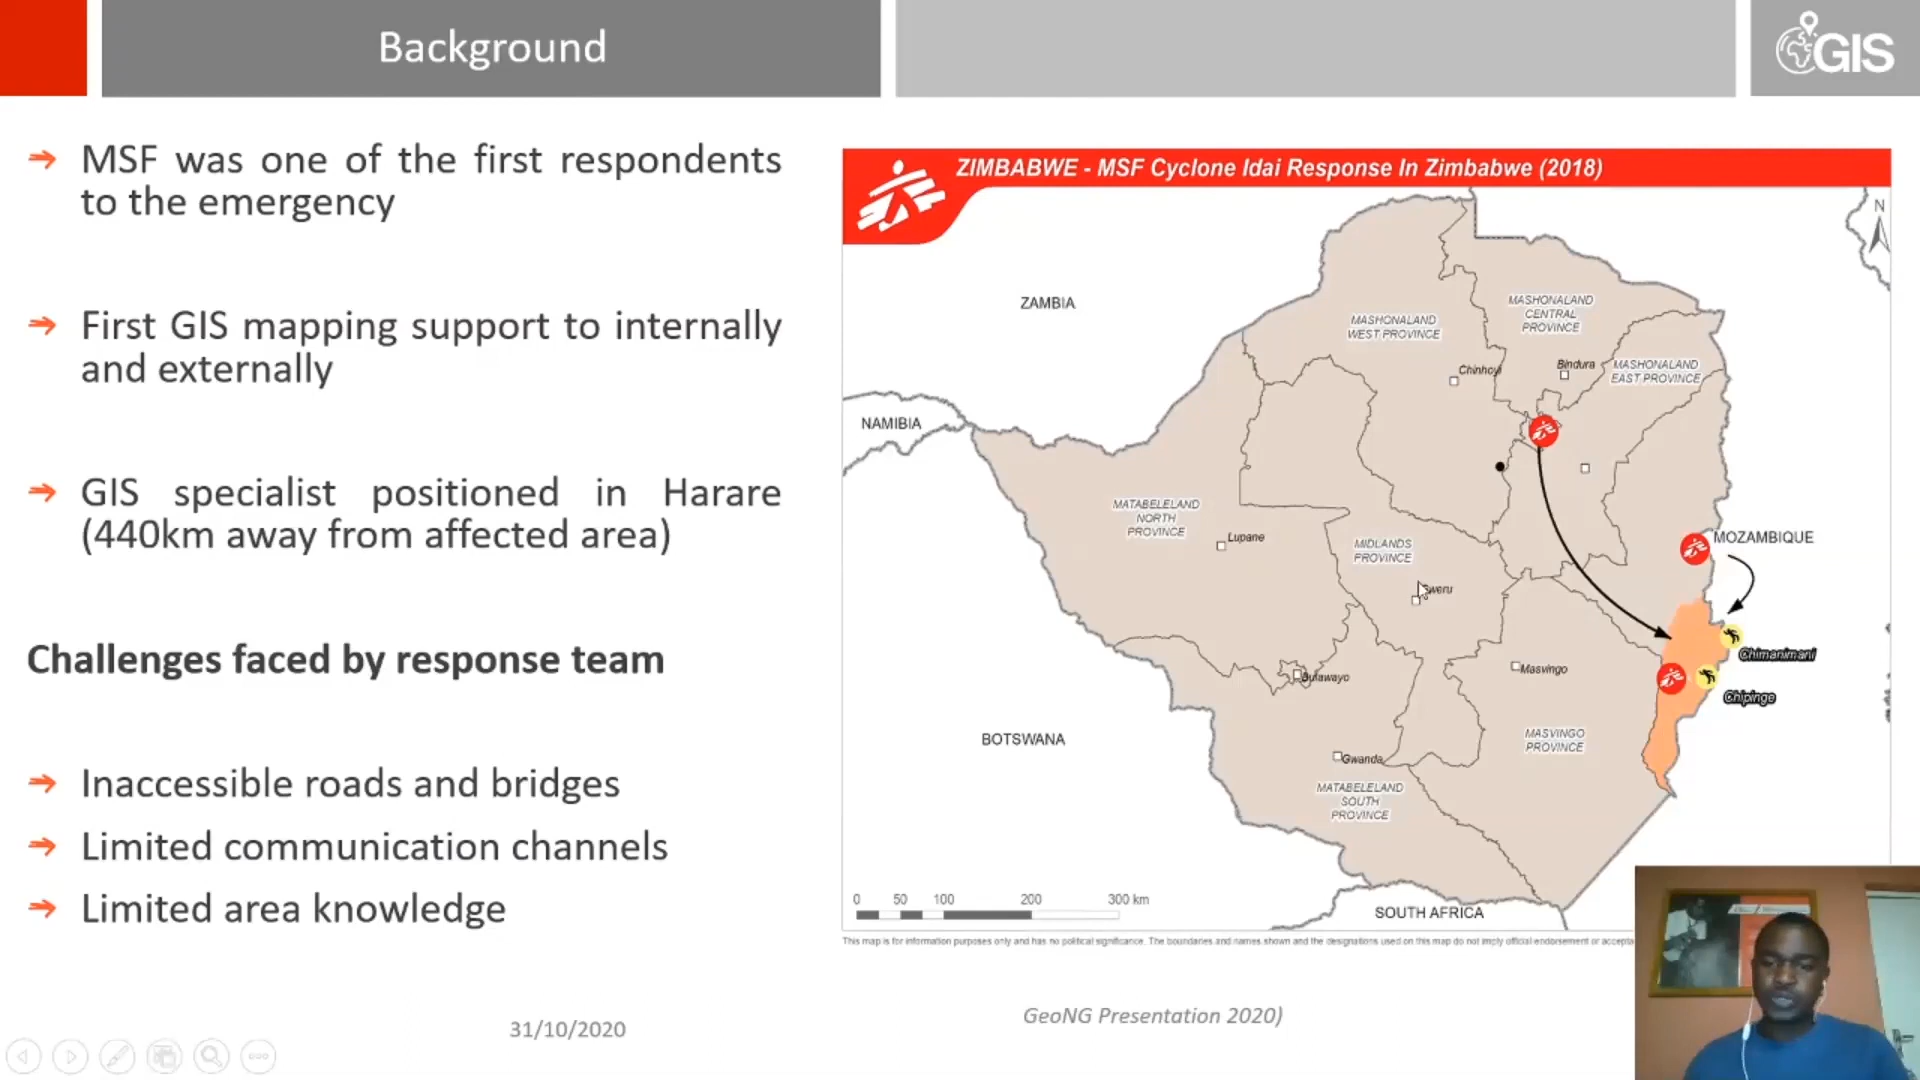 Background
GIS
MSF was one of the first respondents
to the emergency
First GIS mapping support to internally
and externally
GIS specialist positioned in Harare
(440km away from affected area)
Challenges faced by response team
Inaccessible roads and bridges
Limited communication channels
Limited area knowledge
31/10/2020
ZIMBABWE - MSF Cyclone Idai Response In Zimbabwe (2018)
N
ZAMBIA
MASHONALAND
CENTRAL
PROVINCE
MASHONALAND
WEST PROVINCE
Chinhoyi
Bindura
MASHONALAND
EAST PROVINCE
NAMIBIA
MATABELELAND
NORTH
PROVINCE
Lupane
MIDLANDS
PROVINCE
MOZAMBIQUE
Gweru
Chimanimani
Masvingo
Bulawayo
Chipinge
BOTSWANA
MASVINGO
PROVINCE
Gwanda
MATABELELAND
SOUTH
PROVINCE
0 50 100 200 300 km
SOUTH AFRICA
This map is for information purposes only and has no political significance. The boundaries and names shown and the designations used on this map do not imply official endorsement or accepta
GeoNG Presentation 2020)